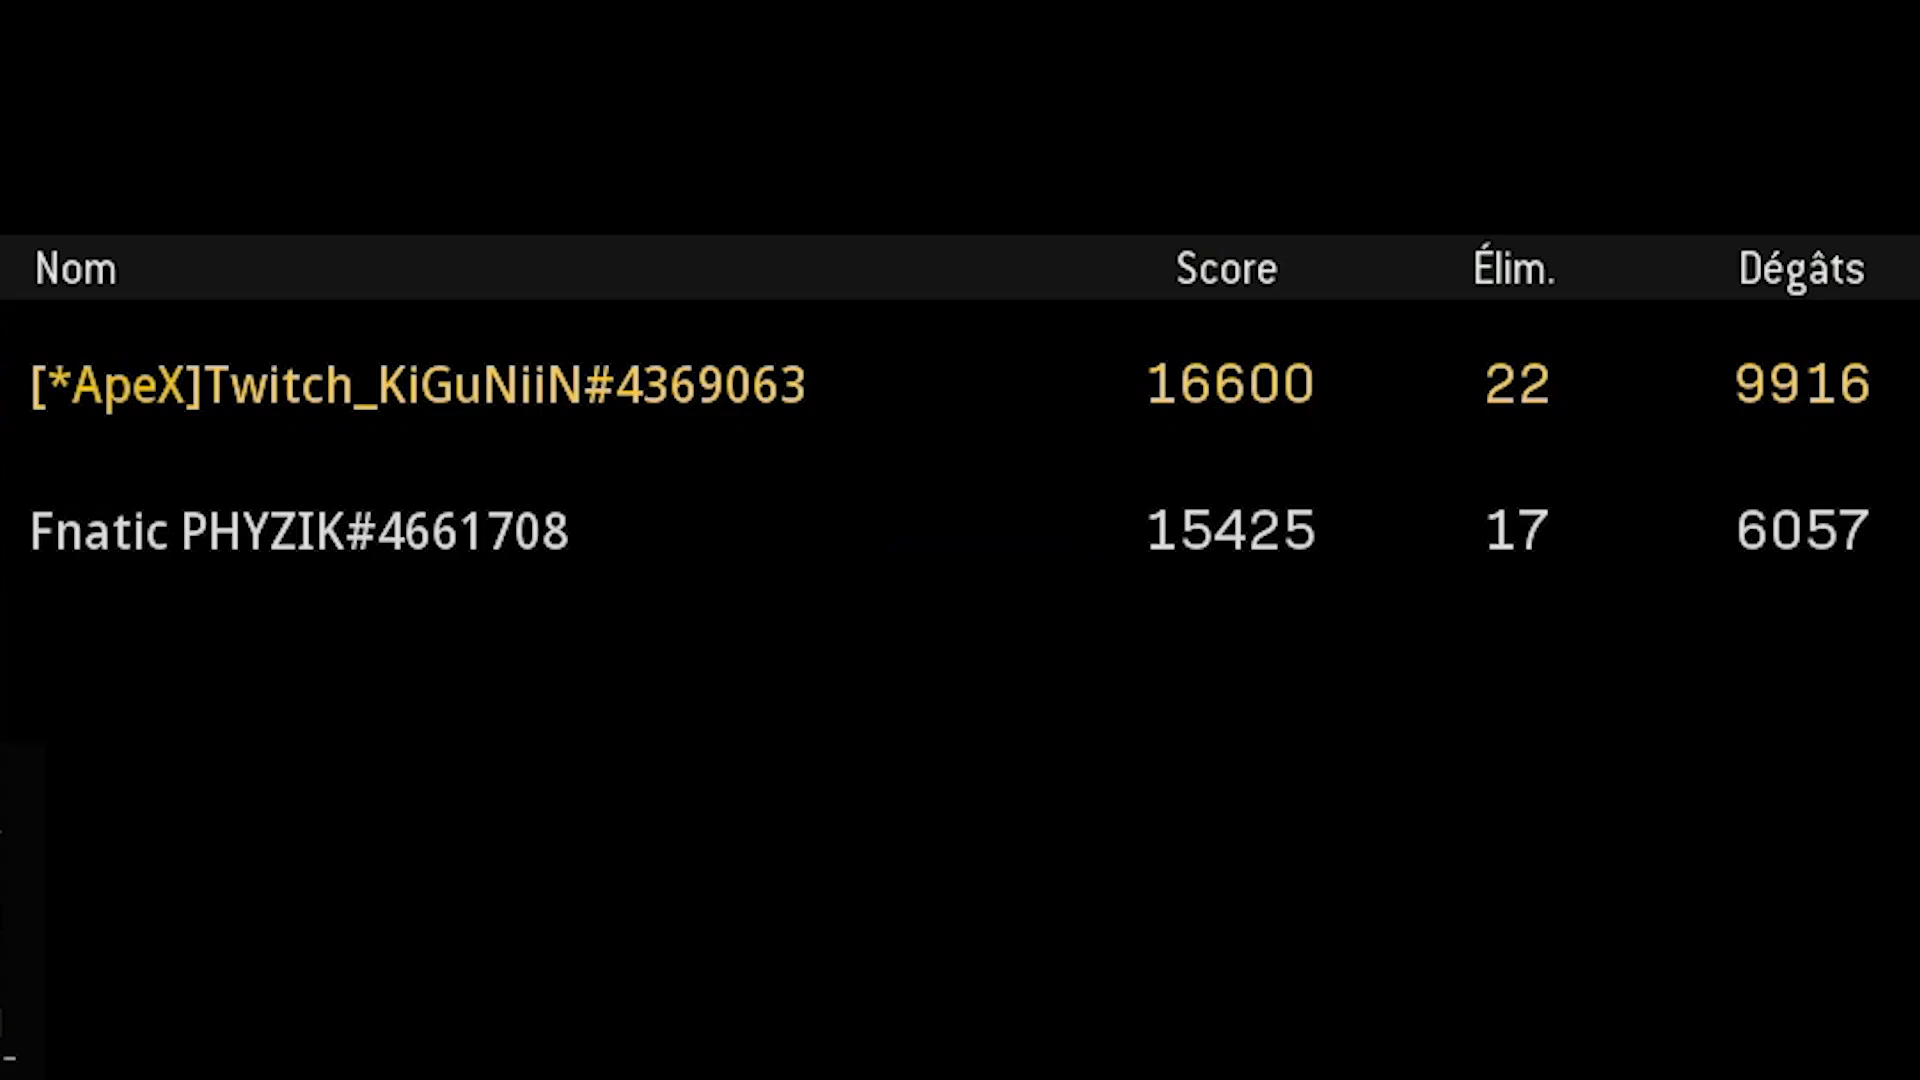 Nom Score Élim. Dégâts
[*ApeX]Twitch_KiGuNiiN#4369063 16600 22 9916
Fnatic PHYZIK#4661708 15425 17 6057